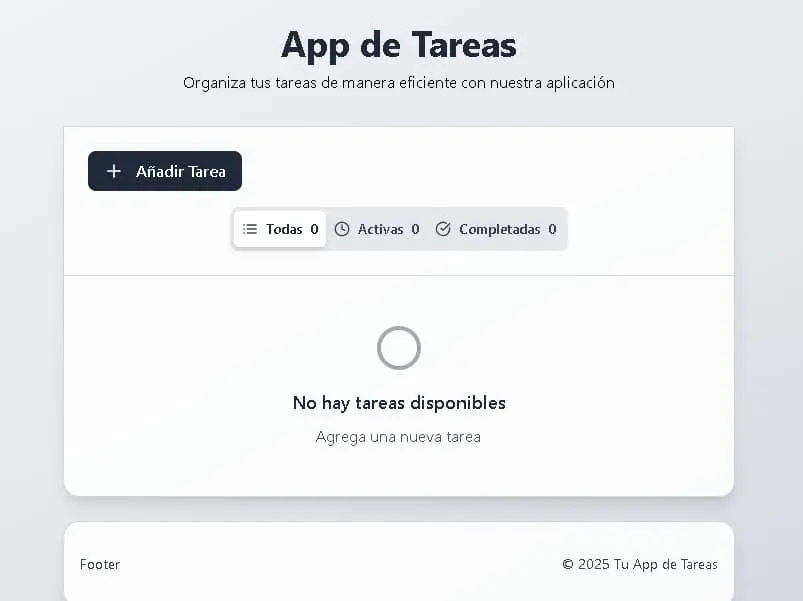 App de Tareas
Organiza tus tareas de manera eficiente con nuestra aplicación
Añadir Tarea
Todas 0 Activas 0 Completadas 0
No hay tareas disponibles
Agrega una nueva tarea
Footer © 2025 Tu App de Tareas